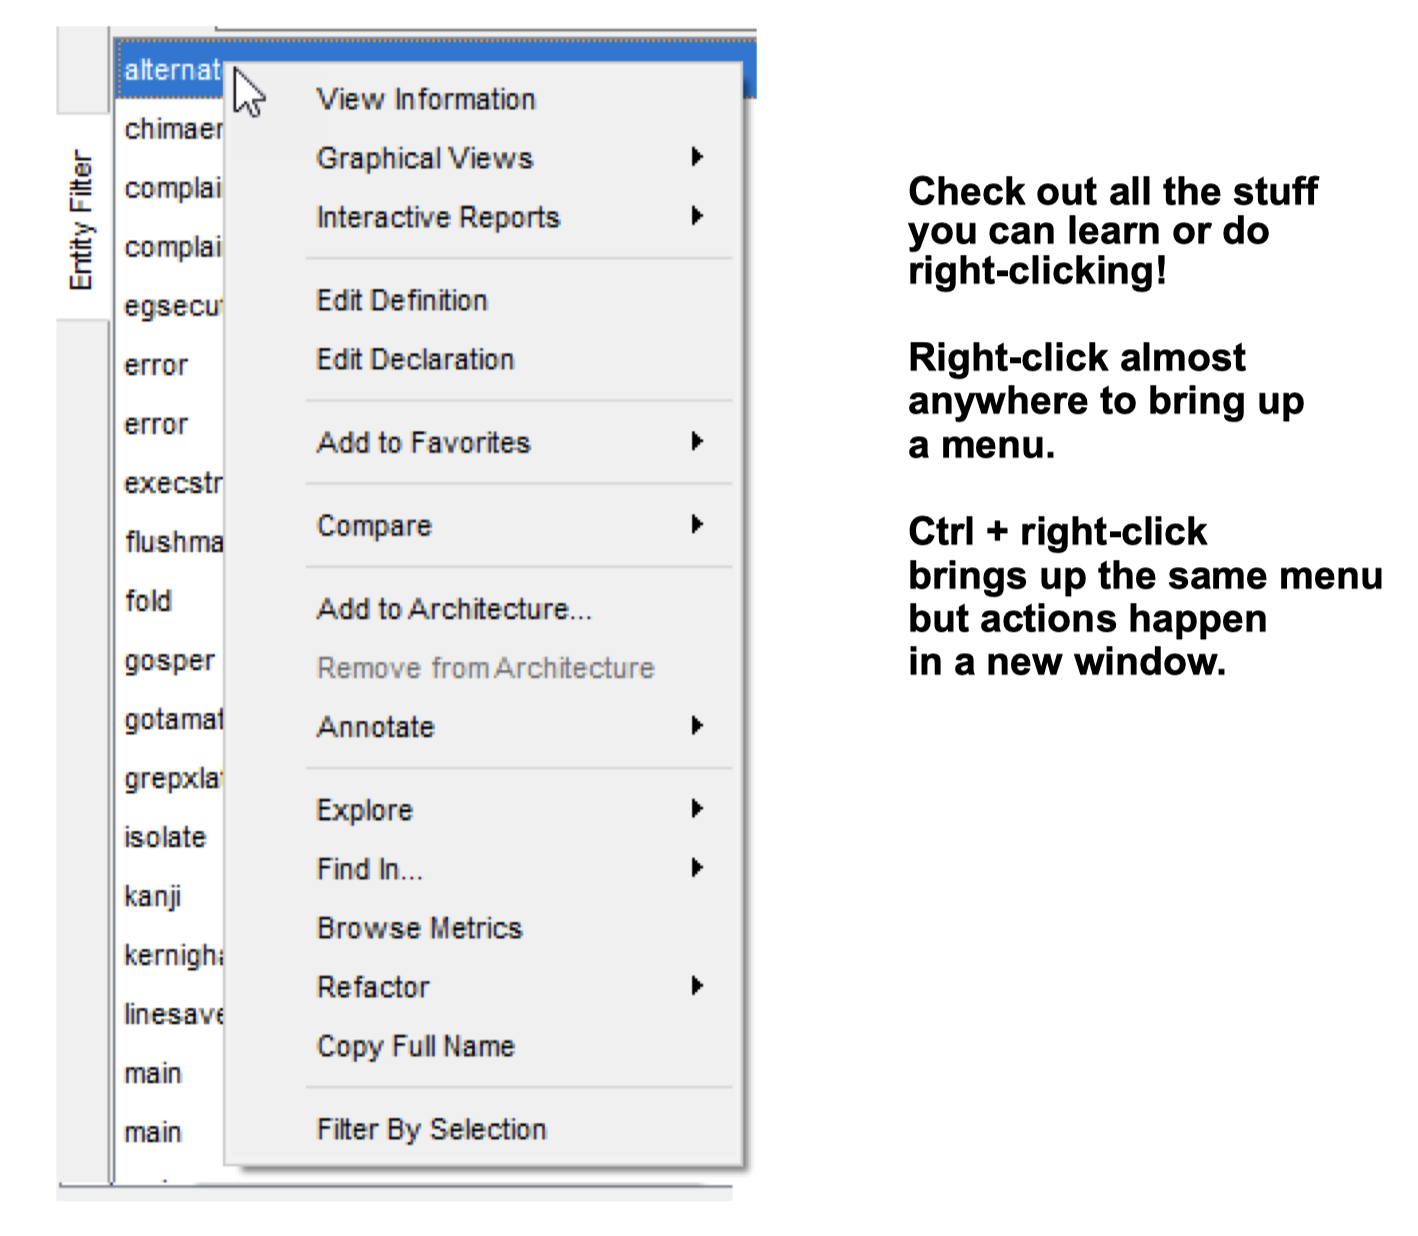 Entity Filter
alternat
chimaer
complai
complai
egsecut
error
error
execstr
flushma
fold
gosper
gotamat
grepxlat
isolate
kanji
kernigha
linesave
main
main
View Information
Graphical Views
Interactive Reports
Edit Definition
Edit Declaration
Add to Favorites
Compare
Add to Architecture...
Remove from Architecture
Annotate
Explore
Find In...
Browse Metrics
Refactor
Copy Full Name
Filter By Selection
Check out all the stuff
you can learn or do
right-clicking!
Right-click almost
anywhere to bring up
a menu.
Ctrl + right-click
brings up the same menu
but actions happen
in a new window.